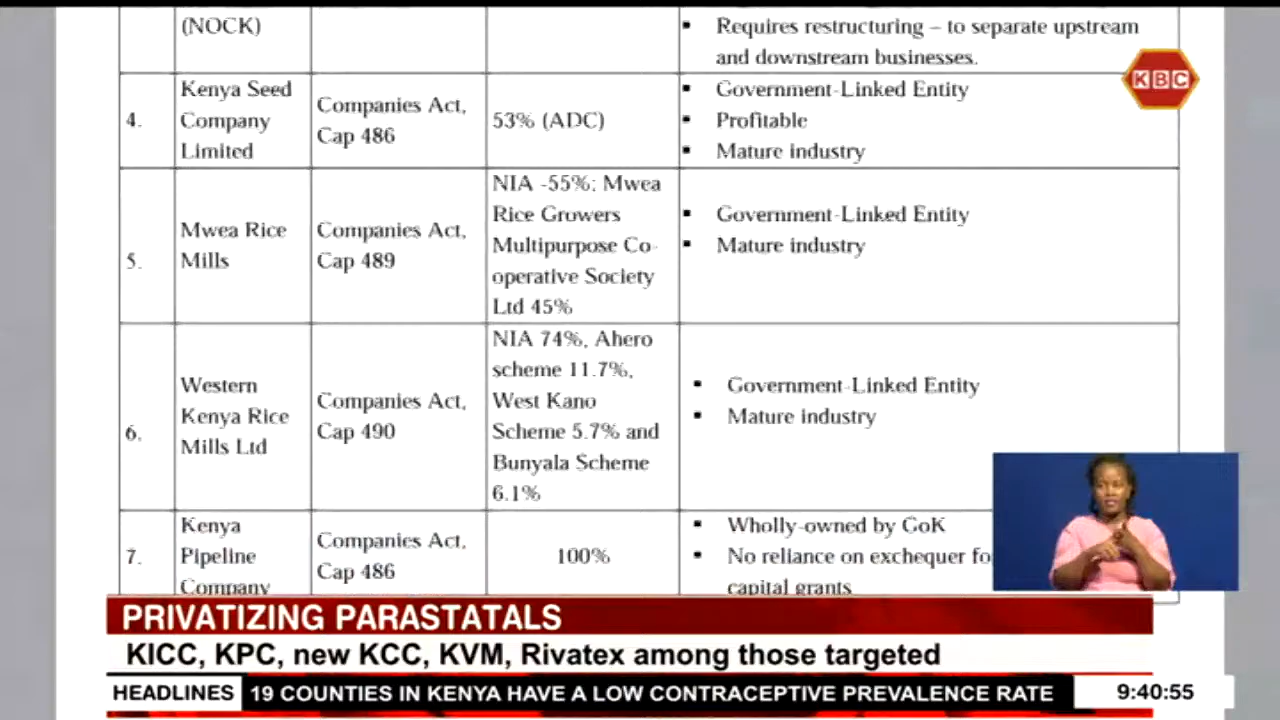 (NOCK)
▪ Requires restructuring – to separate upstream
and downstream businesses.
KBC
4.
Kenya Seed
Company
Limited
Companies Act,
Cap 486
53% (ADC)
▪ Government-Linked Entity
▪ Profitable
▪ Mature industry
5.
Mwea Rice
Mills
Companies Act,
Cap 489
NIA -55%; Mwea
Rice Growers
Multipurpose Co-
operative Society
Ltd 45%
▪ Government-Linked Entity
▪ Mature industry
6.
Western
Kenya Rice
Mills Ltd
Companies Act,
Cap 490
NIA 74%, Ahero
scheme 11.7%,
West Kano
Scheme 5.7% and
Bunyala Scheme
6.1%
▪ Government-Linked Entity
▪ Mature industry
7.
Kenya
Pipeline
Company
Companies Act,
Cap 486
100%
▪ Wholly-owned by GoK
▪ No reliance on exchequer fo
capital grants
PRIVATIZING PARASTATALS
KICC, KPC, new KCC, KVM, Rivatex among those targeted
HEADLINES 19 COUNTIES IN KENYA HAVE A LOW CONTRACEPTIVE PREVALENCE RATE 9:40:55